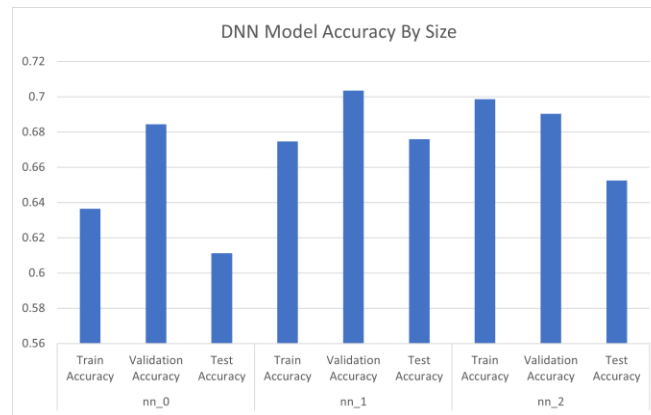 DNN Model Accuracy By Size
0.72
0.7
0.68
0.66
0.64
0.62
0.6
0.58
0.56
Train Validation Test Train Validation Test Train Validation Test
Accuracy Accuracy Accuracy Accuracy Accuracy Accuracy Accuracy Accuracy Accuracy
nn_0 nn_1 nn_2